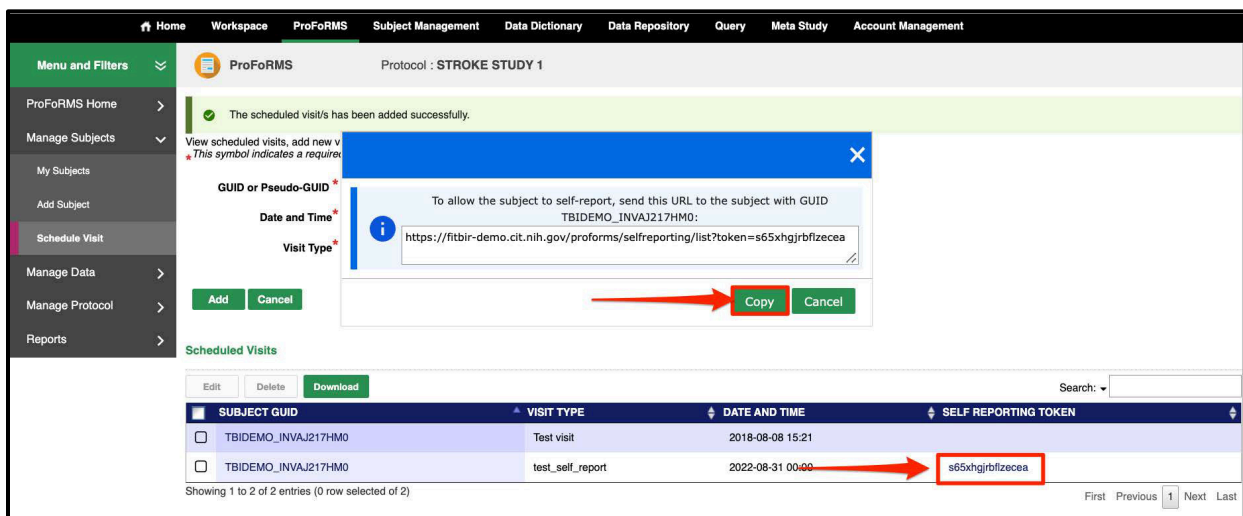 Home Workspace ProFoRMS Subject Management Data Dictionary Data Repository Query Meta Study Account Management
Menu and Filters
ProFoRMS Protocol : STROKE STUDY 1
ProFoRMS Home
Manage Subjects
My Subjects
Add Subject
Schedule Visit
Manage Data
Manage Protocol
Reports
The scheduled visit/s has been added successfully.
View scheduled visits, add new v
*This symbol indicates a require
GUID or Pseudo-GUID *
Date and Time*
Visit Type*
Add Cancel
To allow the subject to self-report, send this URL to the subject with GUID
TBIDEMO_INVAJ217HM0:
https://fitbir-demo.cit.nih.gov/proforms/selfreporting/list?token=s65xhgjrbflzecea
Copy Cancel
Scheduled Visits
Edit Delete Download Search:
SUBJECT GUID VISIT TYPE DATE AND TIME SELF REPORTING TOKEN
TBIDEMO_INVAJ217HM0 Test visit 2018-08-08 15:21
TBIDEMO_INVAJ217HM0 test_self_report 2022-08-31 00:00 s65xhgjrbflzecea
Showing 1 to 2 of 2 entries (0 row selected of 2)
First Previous 1 Next Last